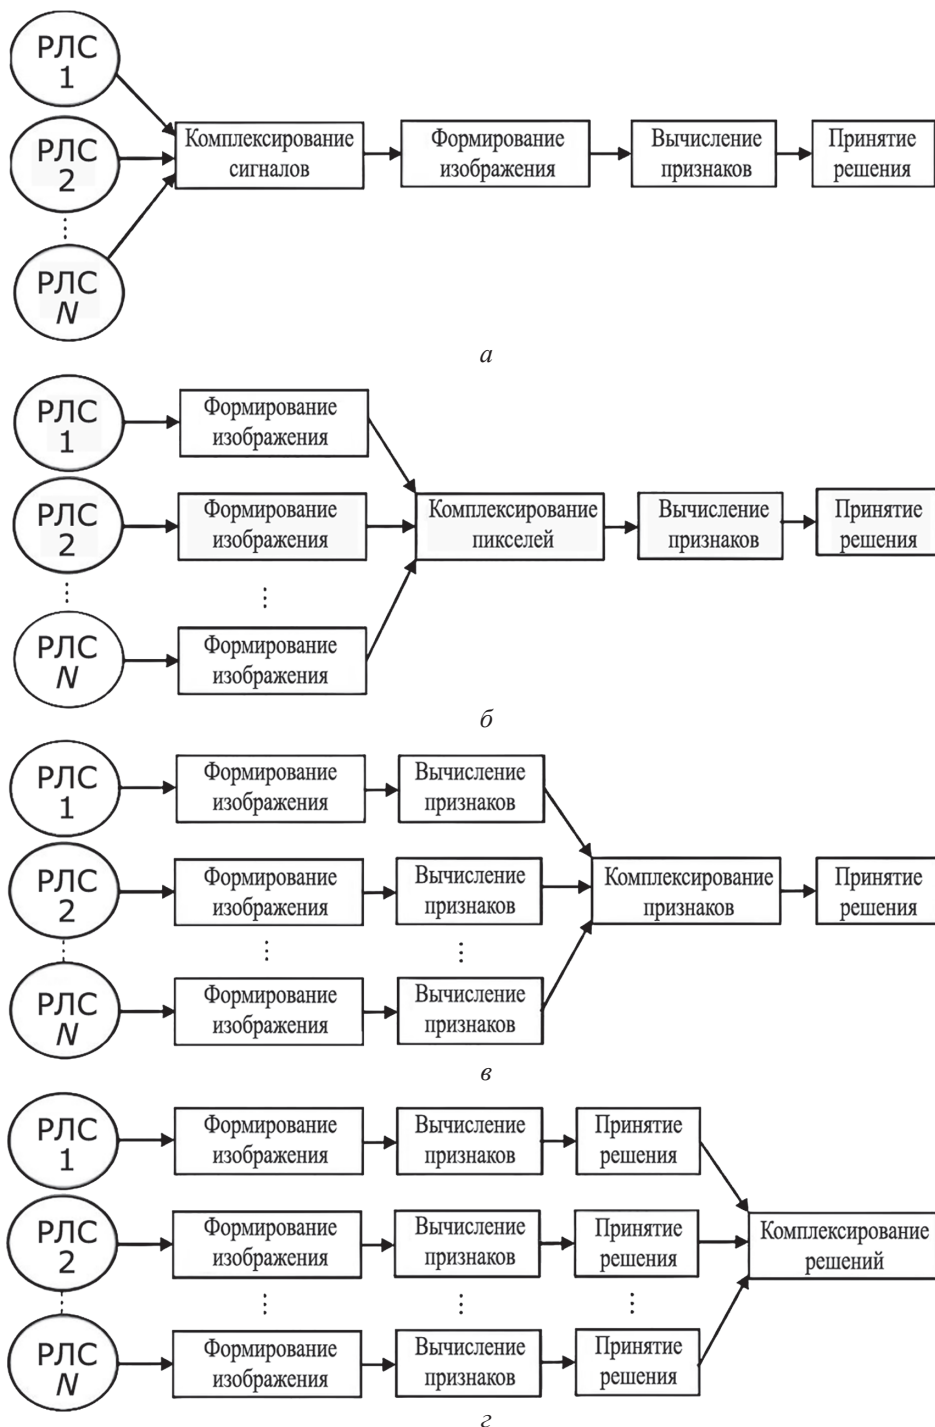 РЛС
1
РЛС
2
РЛС
N
Комплексирование
сигналов
Формирование
изображения
Вычисление
признаков
Принятие
решения
а
РЛС
1
РЛС
2
РЛС
N
Формирование
изображения
Формирование
изображения
Формирование
изображения
Комплексирование
пикселей
Вычисление
признаков
Принятие
решения
б
РЛС
1
РЛС
2
РЛС
N
Формирование
изображения
Формирование
изображения
Формирование
изображения
Вычисление
признаков
Вычисление
признаков
Вычисление
признаков
Комплексирование
признаков
Принятие
решения
в
РЛС
1
РЛС
2
РЛС
N
Формирование
изображения
Формирование
изображения
Формирование
изображения
Вычисление
признаков
Вычисление
признаков
Вычисление
признаков
Принятие
решения
Принятие
решения
Принятие
решения
Комплексирование
решений
г